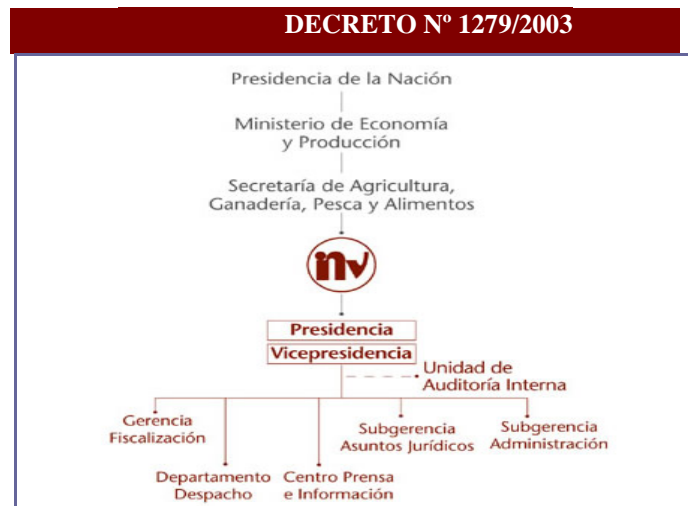 DECRETO Nº 1279/2003
Presidencia de la Nación
Ministerio de Economía
y Producción
Secretaría de Agricultura,
Ganadería, Pesca y Alimentos
inv
Presidencia
Vicepresidencia
Unidad de
Auditoría Interna
Gerencia
Fiscalización
Subgerencia
Asuntos Jurídicos
Subgerencia
Administración
Departamento
Despacho
Centro Prensa
e Información